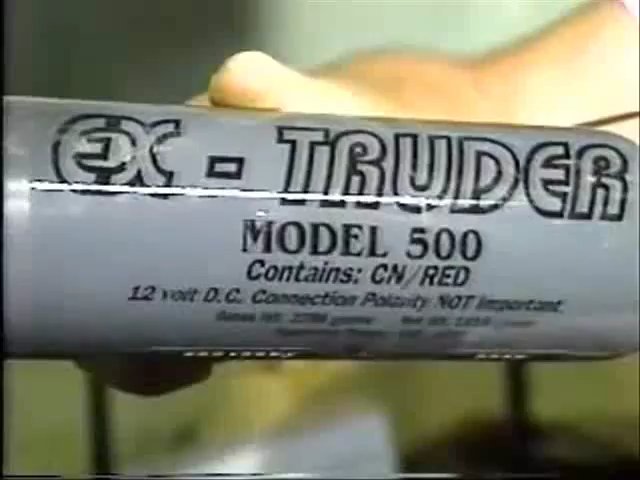 EX-TRUDER
MODEL 500
Contains: CN/RED
12 volt D.C. Connection Polarity NOT Important